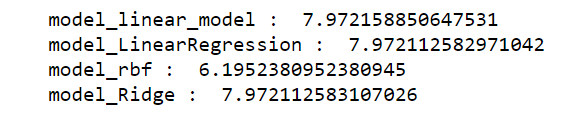 model_linear_model :  7.972158850647531
model_LinearRegression :  7.972112582971042
model_rbf :  6.1952380952380945
model_Ridge :  7.972112583107026